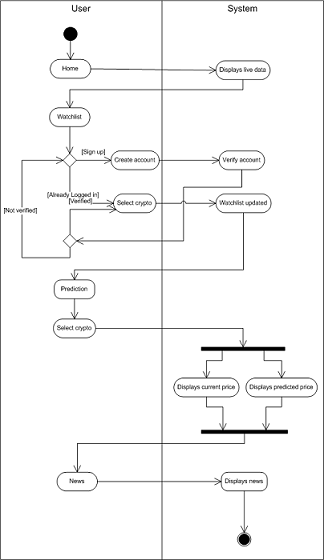 User
System
Home
Displays live data
Watchlist
[Sign up]
Create account
Verify account
[Already Logged in]
[Verified]
Select crypto
Watchlist updated
[Not verified]
Prediction
Select crypto
Displays current price
Displays predicted price
News
Displays news